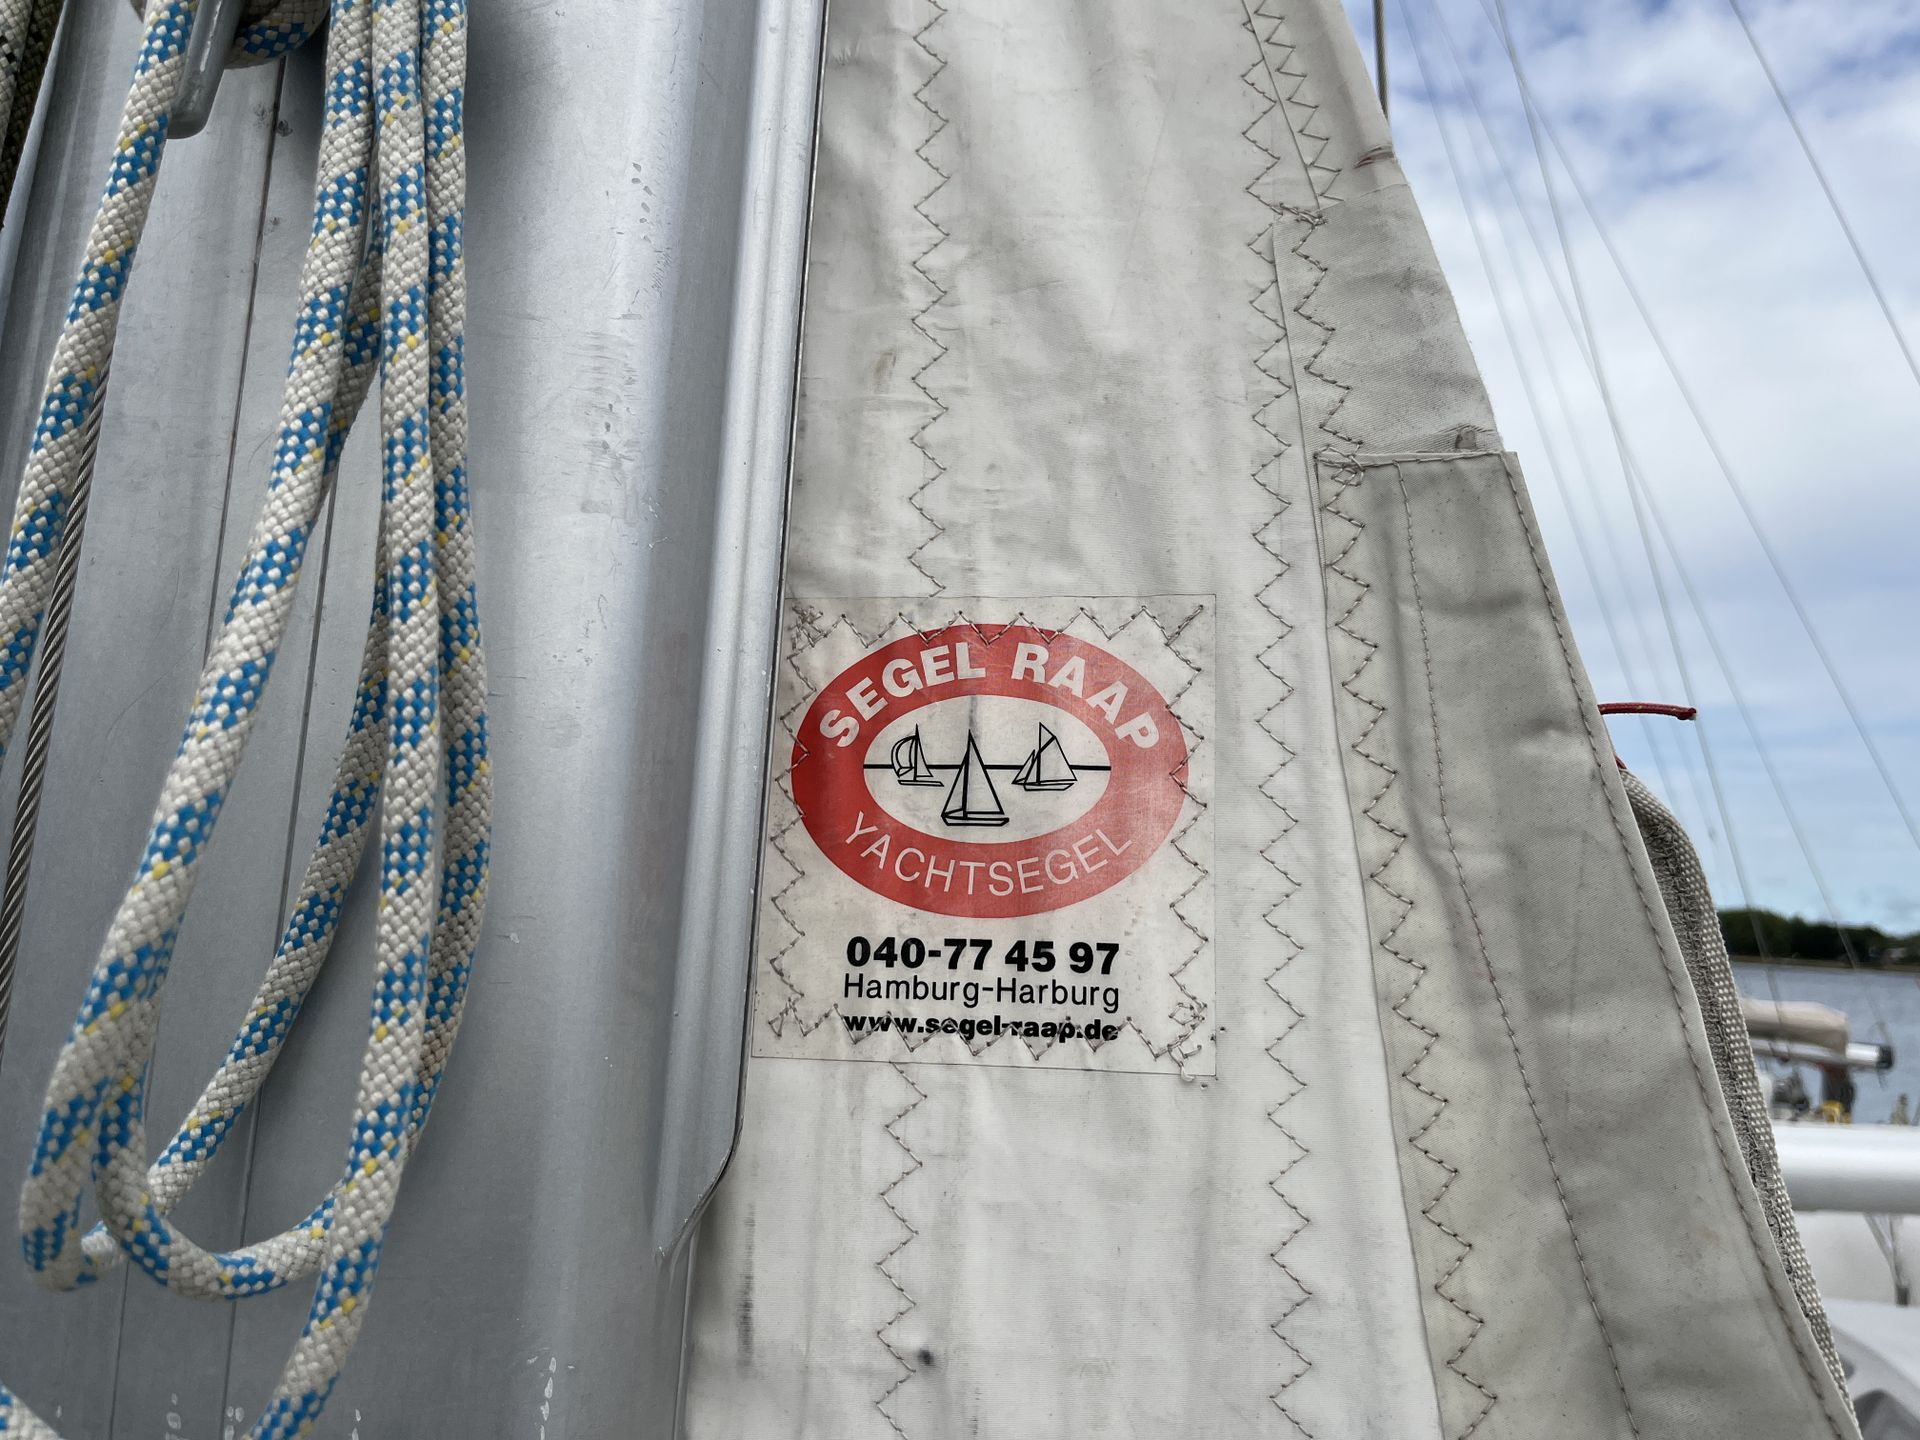 SEGEL RAAP
YACHTSEGEL
040-77 45 97
Hamburg-Harburg
www.segel-raap.de